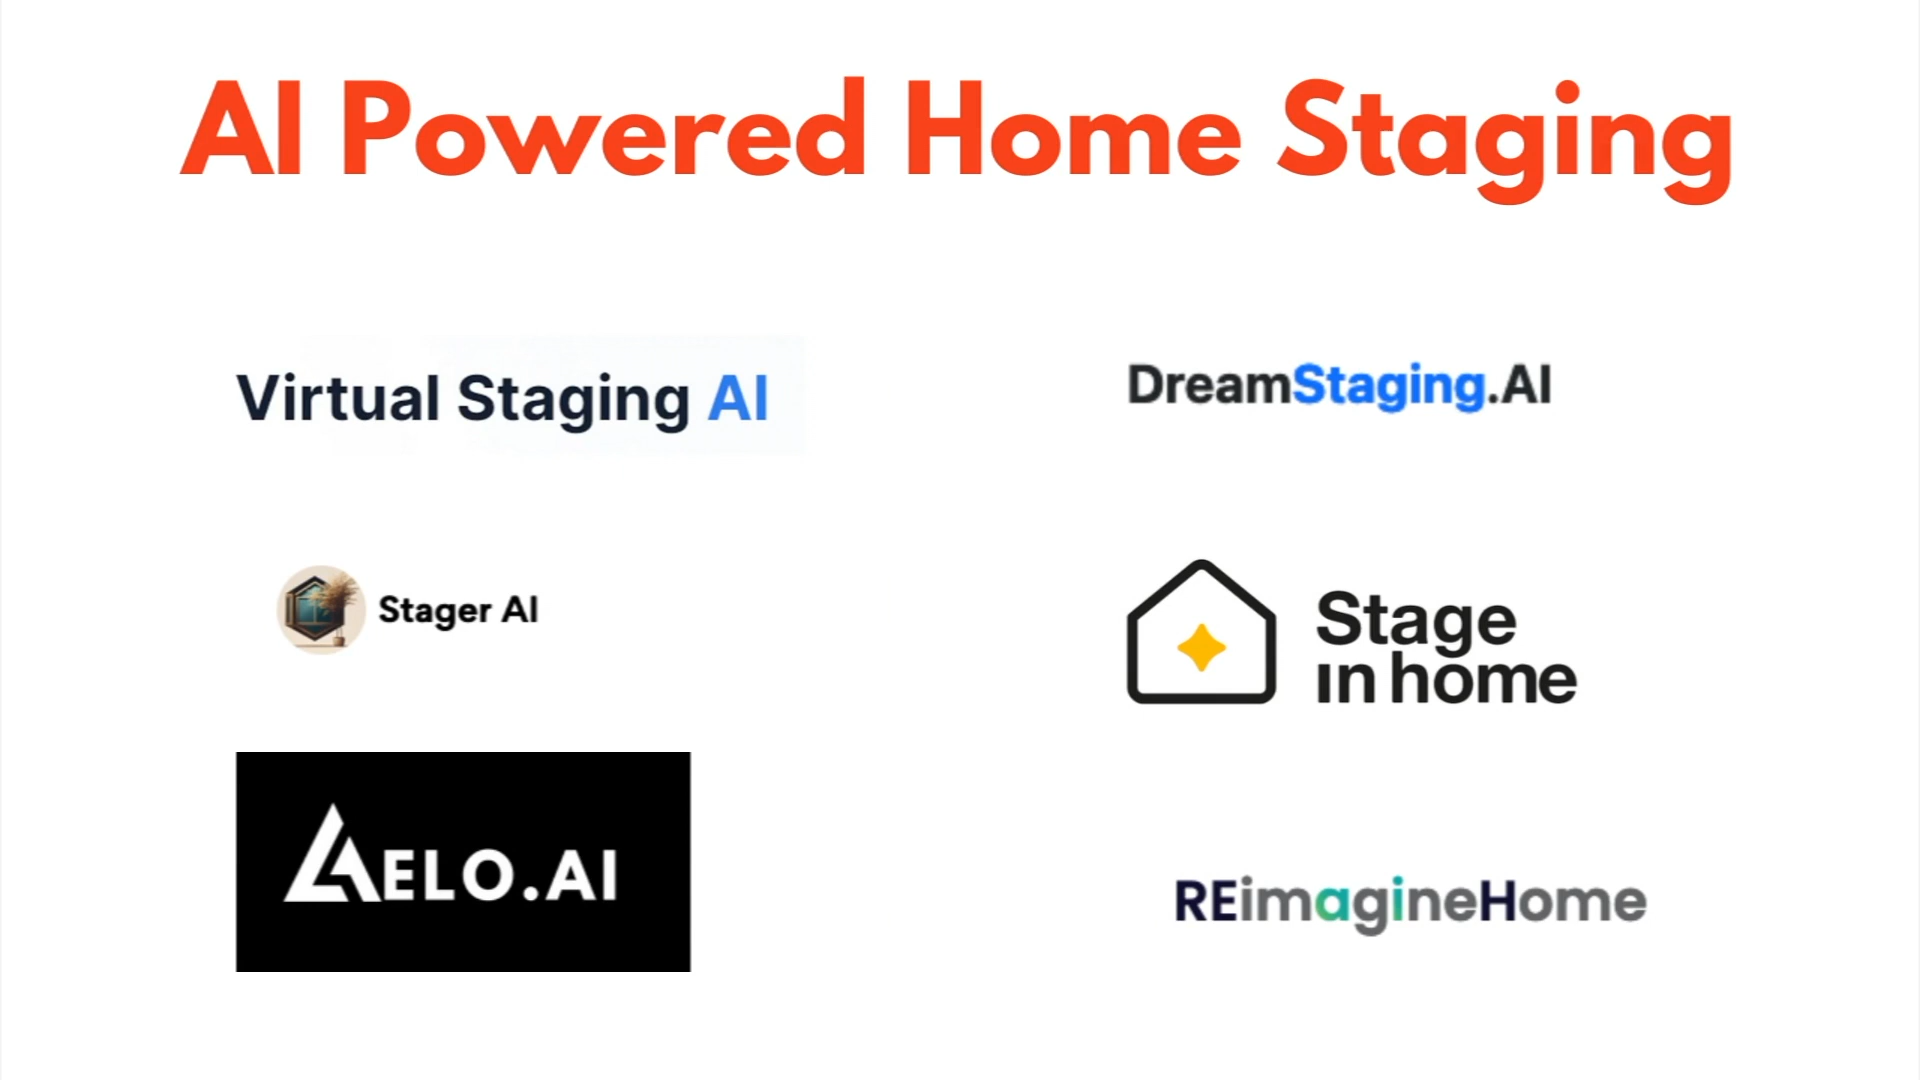 AI Powered Home Staging
Virtual Staging AI
DreamStaging.AI
Stager AI
Stage
in home
AELO.AI
REimagineHome